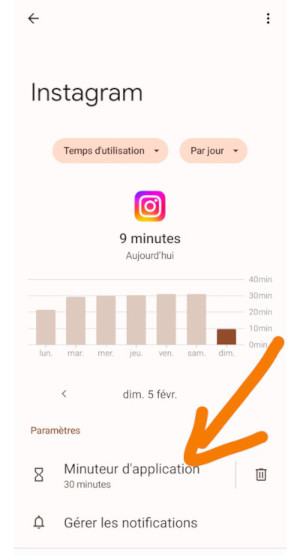 Instagram
Temps d'utilisation Par jour
9 minutes
Aujourd'hui
40min
30min
20min
10min
0min
lun. mar. mer. jeu. ven. sam. dim.
dim. 5 févr.
Paramètres
Minuteur d'application
30 minutes
Gérer les notifications